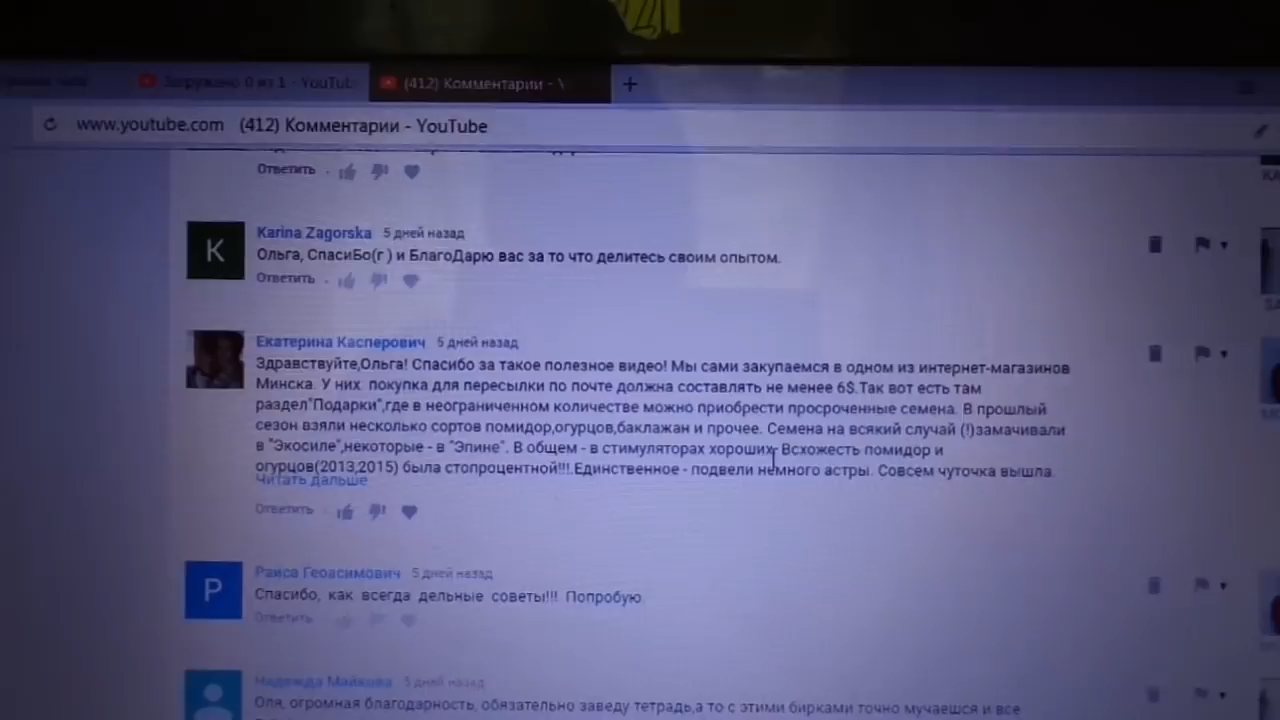 Загружено 0 из 1 - YouTube
(412) Комментарии - \
www.youtube.com (412) Комментарии - YouTube
Ответить
K
Karina Zagorska 5 дней назад
Ольга, СпасиБо(г ) и БлагоДарю вас за то что делитесь своим опытом.
Ответить
Екатерина Касперович 5 дней назад
Здравствуйте,Ольга! Спасибо за такое полезное видео! Мы сами закупаемся в одном из интернет-магазинов
Минска. У них покупка для пересылки по почте должна составлять не менее 6$.Так вот есть там
раздел"Подарки",где в неограниченном количестве можно приобрести просроченные семена. В прошлый
сезон взяли несколько сортов помидор,огурцов,баклажан и прочее. Семена на всякий случай (!)замачивали
в "Экосиле",некоторые - в "Эпине". В общем - в стимуляторах хороших. Всхожесть помидор и
огурцов(2013,2015) была стопроцентной!!!.Единственное - подвели немного астры. Совсем чуточка вышла.
Читать дальше
Ответить
Р
Раиса Геоасимович 5 дней назад
Спасибо, как всегда дельные советы!!! Попробую
Ответить
Надежда Майкова 5 дней назад
Оля, огромная благодарность, обязательно заведу тетрадь,а то с этими бирками точно мучаешся и все